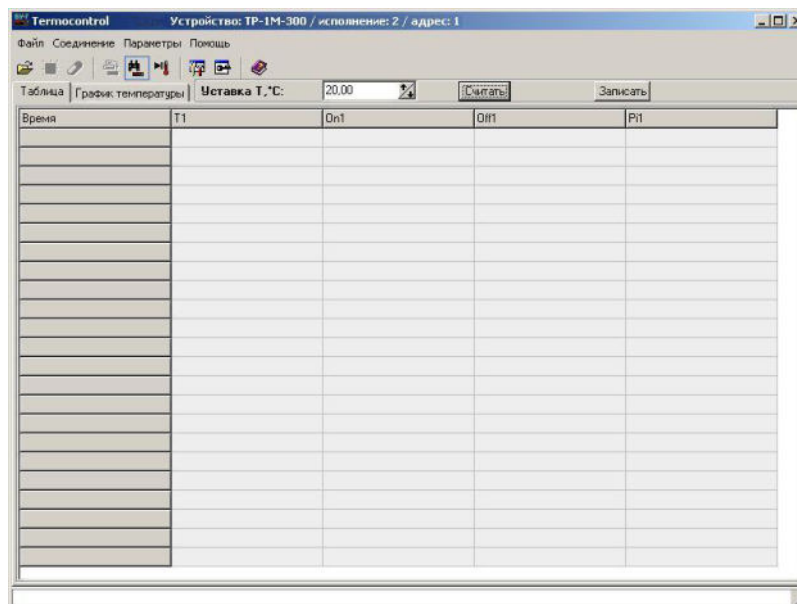 Termocontrol Устройство: ТР-1М-300 / исполнение: 2 / адрес: 1
Файл Соединение Параметры Помощь
Таблица График температуры Уставка Т,°С: 20,00 Считать Записать
Время T1 On1 Off1 Pi1